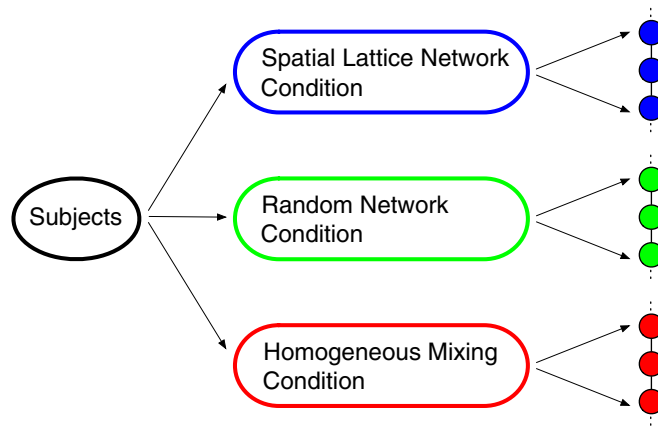 Spatial Lattice Network
Condition
Subjects
Random Network
Condition
Homogeneous Mixing
Condition